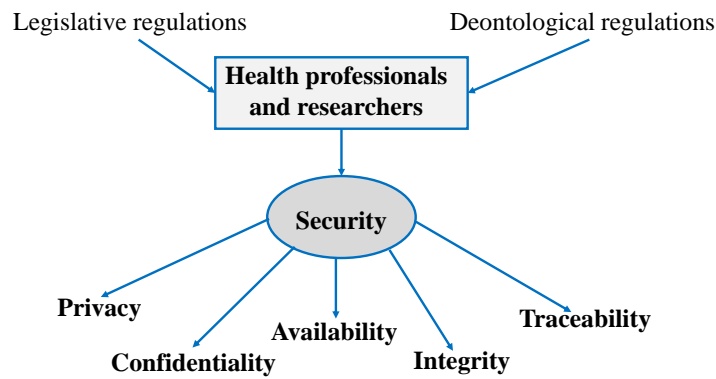 Legislative regulations
Deontological regulations
Health professionals
and researchers
Security
Privacy
Confidentiality
Availability
Integrity
Traceability